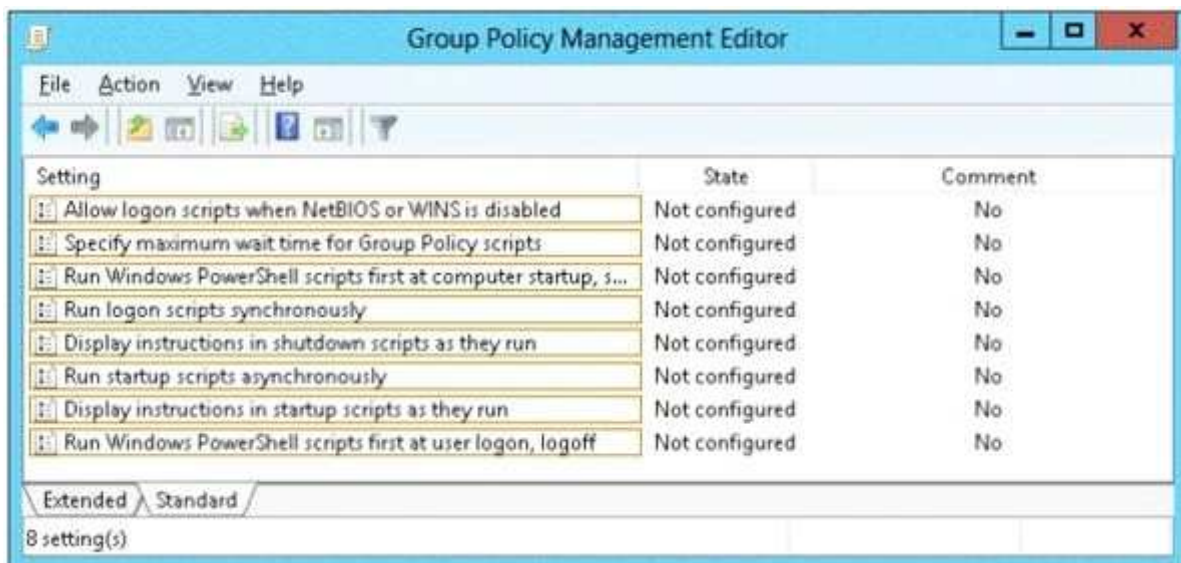 Group Policy Management Editor
File Action View Help
Setting State Comment
Allow logon scripts when NetBIOS or WINS is disabled Not configured No
Specify maximum wait time for Group Policy scripts Not configured No
Run Windows PowerShell scripts first at computer startup, s... Not configured No
Run logon scripts synchronously Not configured No
Display instructions in shutdown scripts as they run Not configured No
Run startup scripts asynchronously Not configured No
Display instructions in startup scripts as they run Not configured No
Run Windows PowerShell scripts first at user logon, logoff Not configured No
Extended Standard
8 setting(s)